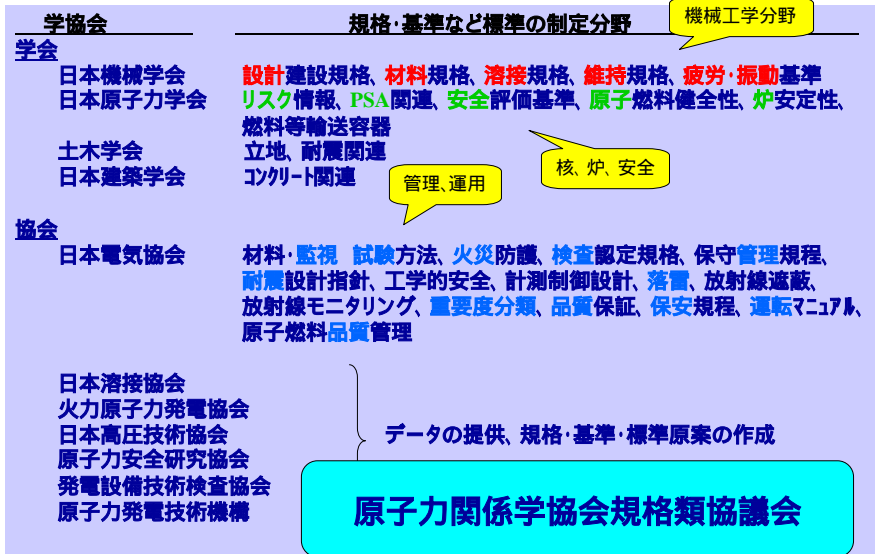 機械工学分野
学協会 規格・基準など標準の制定分野
学会
日本機械学会 設計建設規格、材料規格、溶接規格、維持規格、疲労・振動基準
日本原子力学会 リスク情報、PSA関連、安全評価基準、原子燃料健全性、炉安定性、
燃料等輸送容器
土木学会 立地、耐震関連
日本建築学会 コンクリート関連
核、炉、安全
管理、運用
協会
日本電気協会 材料・監視 試験方法、火災防護、検査認定規格、保守管理規程、
耐震設計指針、工学的安全、計測制御設計、落雷、放射線遮蔽、
放射線モニタリング、重要度分類、品質保証、保安規程、運転マニュアル、
原子燃料品質管理
日本溶接協会
火力原子力発電協会
日本高圧技術協会 データの提供、規格・基準・標準原案の作成
原子力安全研究協会
発電設備技術検査協会
原子力発電技術機構
原子力関係学協会規格類協議会